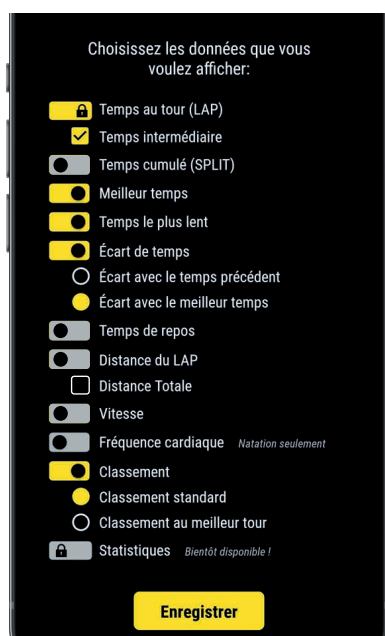 Choisissez les données que vous
voulez afficher:
Temps au tour (LAP)
Temps intermédiaire
Temps cumulé (SPLIT)
Meilleur temps
Temps le plus lent
Écart de temps
Écart avec le temps précédent
Écart avec le meilleur temps
Temps de repos
Distance du LAP
Distance Totale
Vitesse
Fréquence cardiaque Natation seulement
Classement
Classement standard
Classement au meilleur tour
Statistiques Bientôt disponible !
Enregistrer